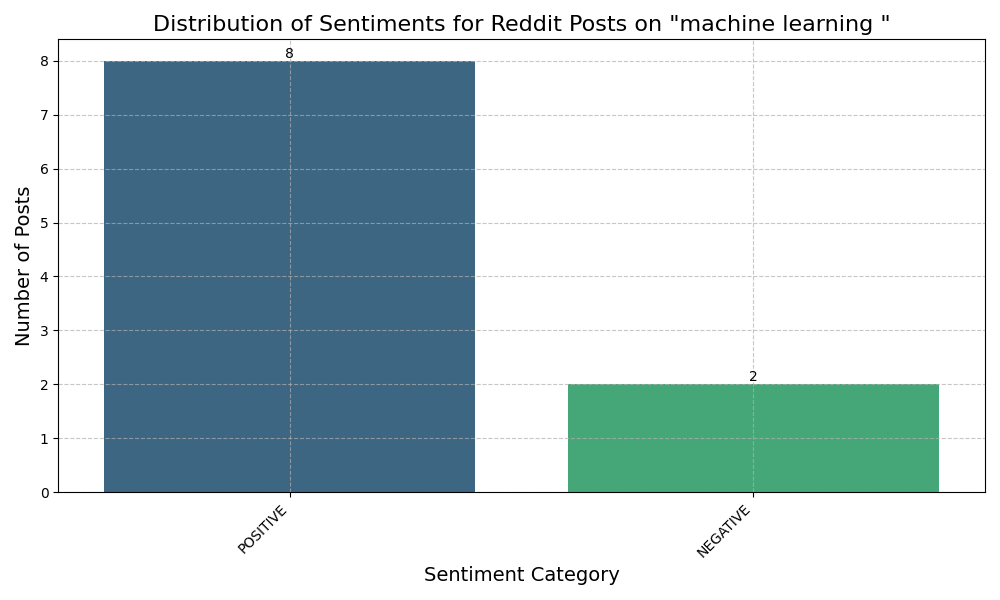 Distribution of Sentiments for Reddit Posts on "machine learning "
8
8
7
6
5
4
3
2
2
1
0
Number of Posts
POSITIVE
NEGATIVE
Sentiment Category